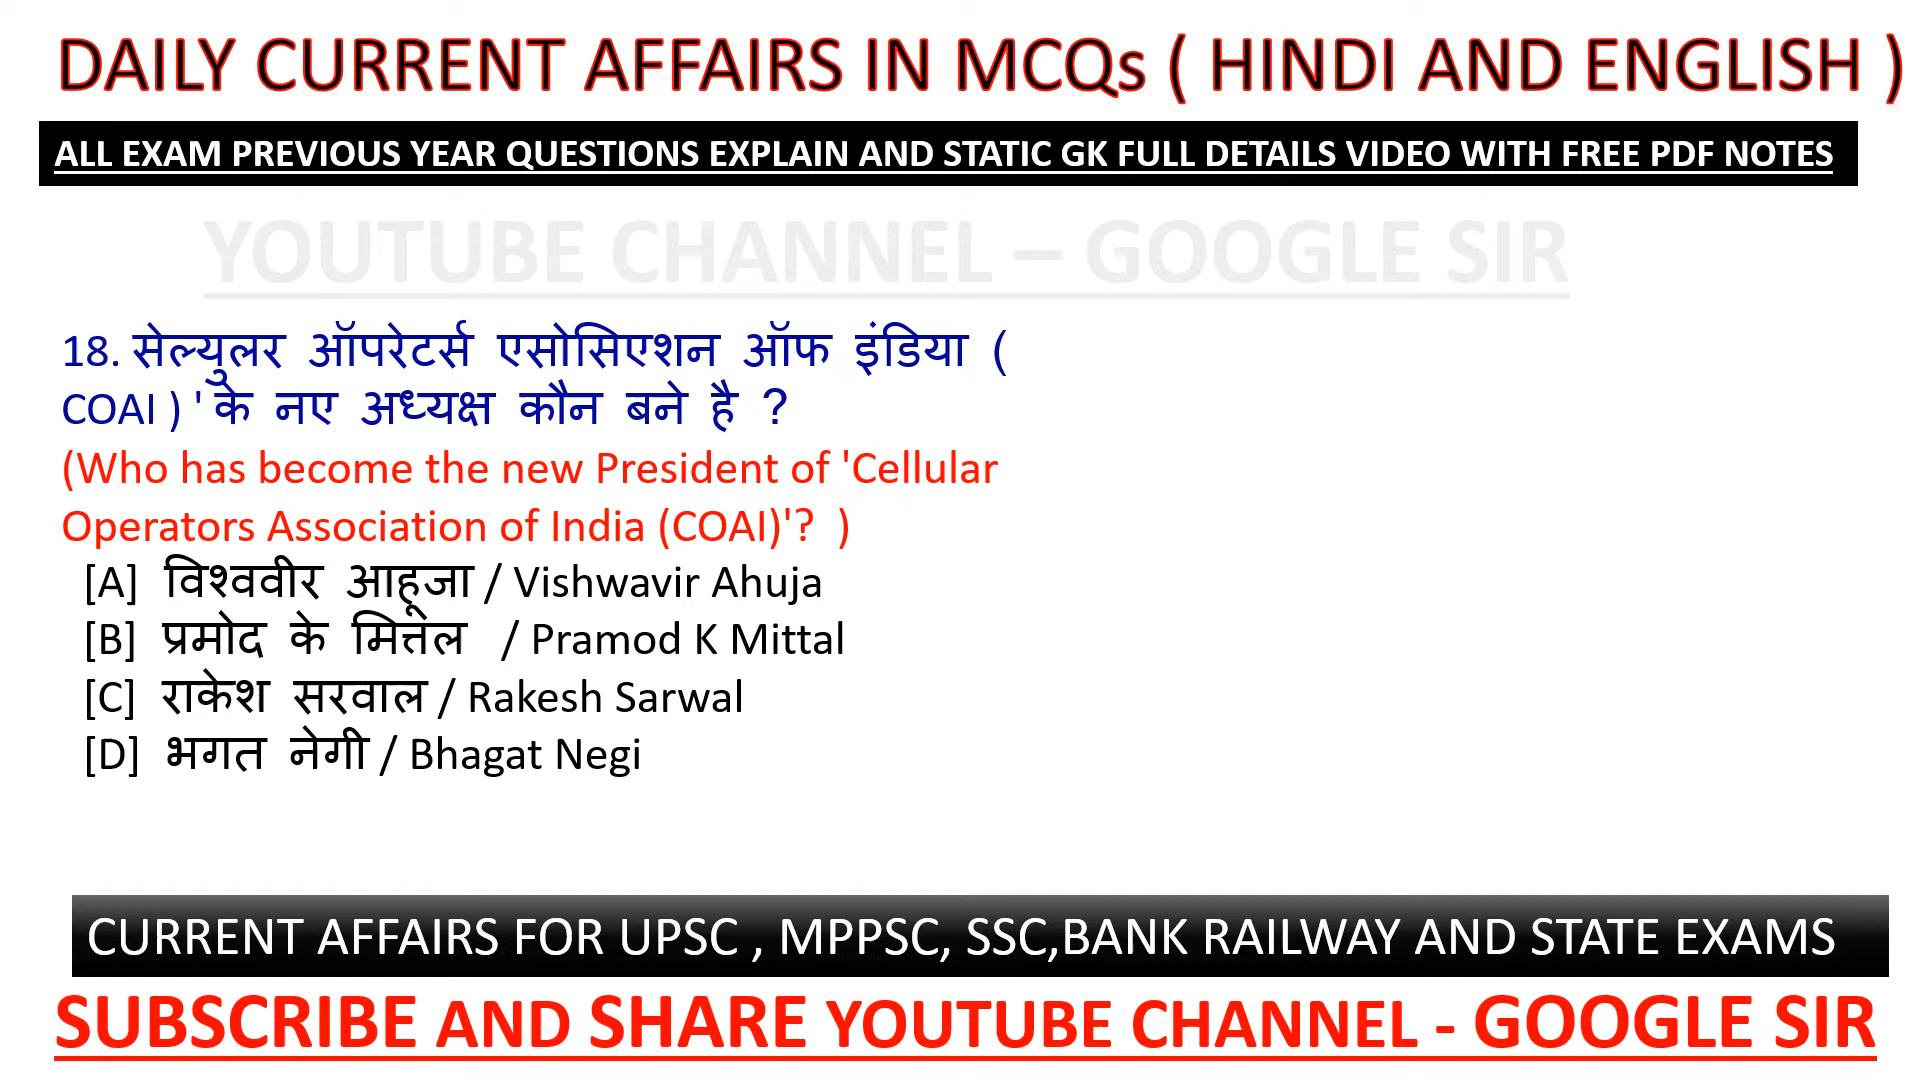 DAILY CURRENT AFFAIRS IN MCQs ( HINDI AND ENGLISH )
ALL EXAM PREVIOUS YEAR QUESTIONS EXPLAIN AND STATIC GK FULL DETAILS VIDEO WITH FREE PDF NOTES
YOUTUBE CHANNEL – GOOGLE SIR
18. सेल्युलर ऑपरेटर्स एसोसिएशन ऑफ इंडिया (
COAI ) ' के नए अध्यक्ष कौन बने है ?
(Who has become the new President of 'Cellular
Operators Association of India (COAI)'? )
[A] विश्ववीर आहूजा / Vishwavir Ahuja
[B] प्रमोद के मित्तल / Pramod K Mittal
[C] राकेश सरवाल / Rakesh Sarwal
[D] भगत नेगी / Bhagat Negi
CURRENT AFFAIRS FOR UPSC , MPPSC, SSC,BANK RAILWAY AND STATE EXAMS
SUBSCRIBE AND SHARE YOUTUBE CHANNEL - GOOGLE SIR